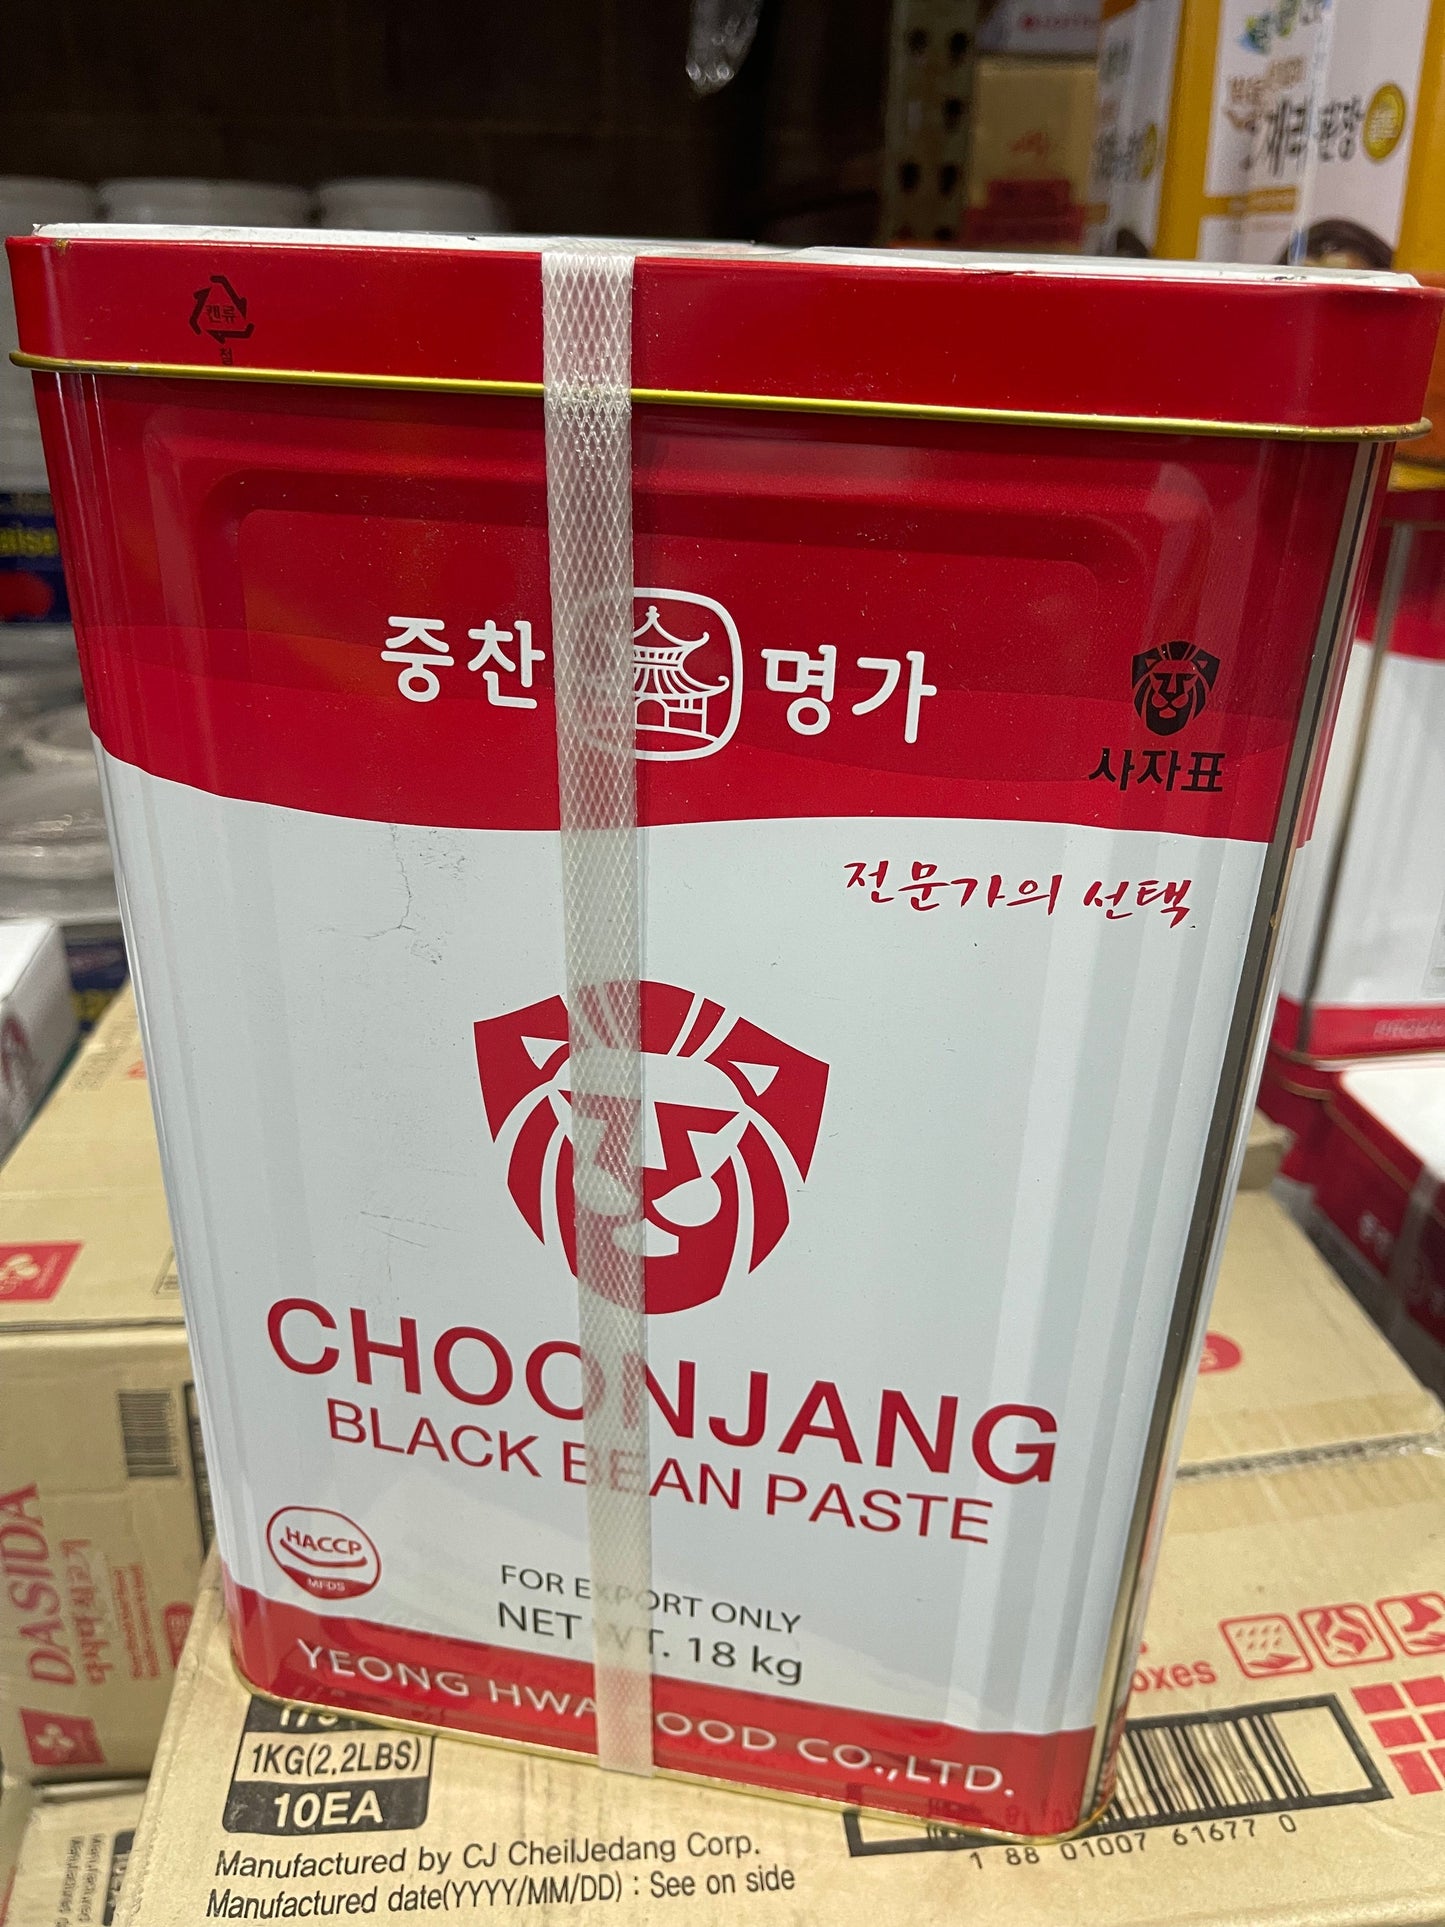 캔류
철
중찬 명가
사자표
전문가의 선택
CHOONJANG
BLACK BEAN PASTE
HACCP
MFDS
FOR EXPORT ONLY
NET WT. 18 kg
YEONG HWA FOOD CO.,LTD.
DASIDA
1KG(2.2LBS)
10EA
Manufactured by CJ CheilJedang Corp.
Manufactured date(YYYY/MM/DD) : See on side
1 88 01007 61677 0